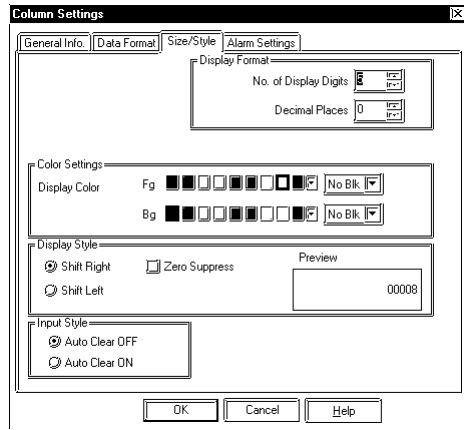 Column Settings
General Info. Data Format Size/Style Alarm Settings
Display Format
No. of Display Digits
Decimal Places 0
Color Settings
Display Color Fg No Blk
Bg No Blk
Display Style
Shift Right Zero Suppress Preview
Shift Left 00008
Input Style
Auto Clear OFF
Auto Clear ON
OK Cancel Help